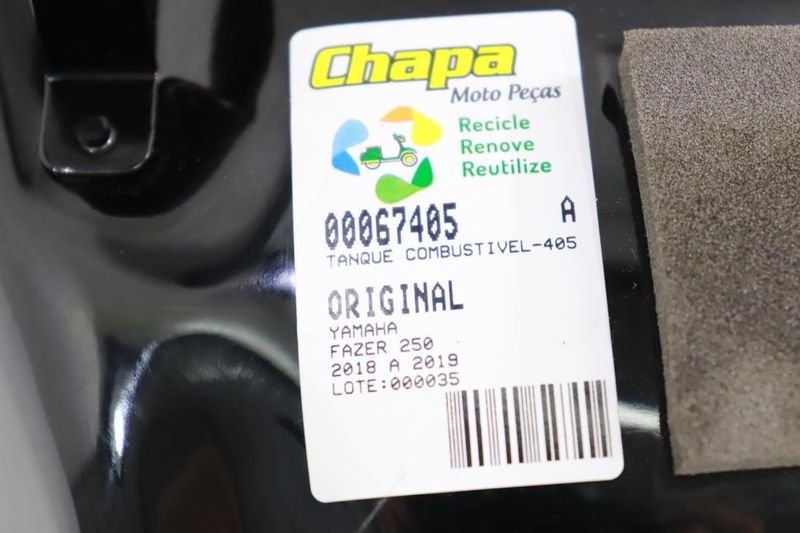 Chapa
Moto Peças
Recicle
Renove
Reutilize
00067405 A
TANQUE COMBUSTIVEL-405
ORIGINAL
YAMAHA
FAZER 250
2018 A 2019
LOTE:000035